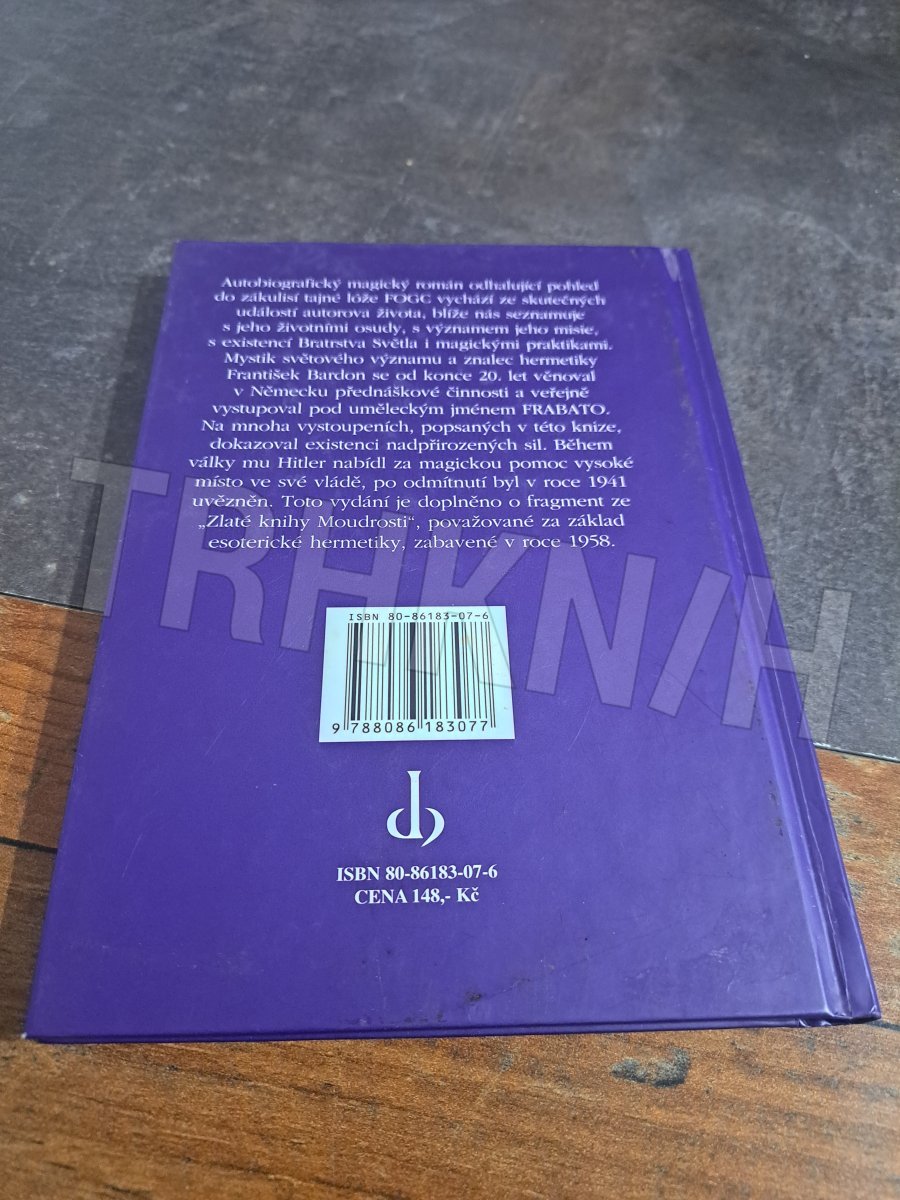 Autobiografický magický román odhalující pohled
do zákulisí tajné lóže FOGC vychází ze skutečných
událostí autorova života, blíže nás seznamuje
s jeho životními osudy, s významem jeho misie,
s existencí Bratrstva Světla i magickými praktikami.
Mystik světového významu a znalec hermetiky
František Bardon se od konce 20. let věnoval
v Německu přednáškové činnosti a veřejně
vystupoval pod uměleckým jménem FRABATO.
Na mnoha vystoupeních, popsaných v této knize,
dokazoval existenci nadpřirozených sil. Během
války mu Hitler nabídl za magickou pomoc vysoké
místo ve své vládě, po odmítnutí byl v roce 1941
uvězněn. Toto vydání je doplněno o fragment ze
„Zlaté knihy Moudrosti“, považované za základ
esoterické hermetiky, zabavené v roce 1958.
TRHKNIH
ISBN 80-86183-07-6
9 788086 183077
ISBN 80-86183-07-6
CENA 148,- Kč